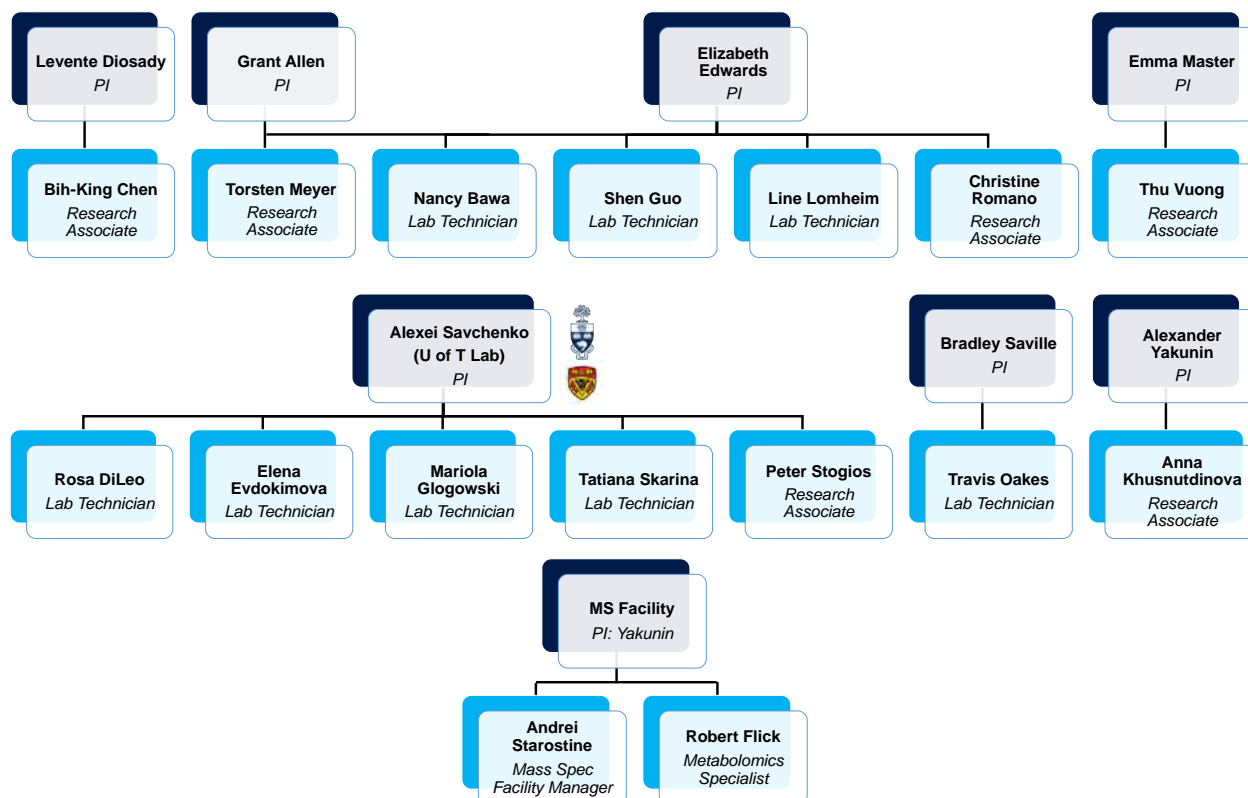 Levente Diosady
PI
Grant Allen
PI
Elizabeth
Edwards
PI
Emma Master
PI
Bih-King Chen
Research
Associate
Torsten Meyer
Research
Associate
Nancy Bawa
Lab Technician
Shen Guo
Lab Technician
Line Lomheim
Lab Technician
Christine
Romano
Research
Associate
Thu Vuong
Research
Associate
Alexei Savchenko
(U of T Lab)
PI
Bradley Saville
PI
Alexander
Yakunin
PI
Rosa DiLeo
Lab Technician
Elena
Evdokimova
Lab Technician
Mariola
Glogowski
Lab Technician
Tatiana Skarina
Lab Technician
Peter Stogios
Research
Associate
Travis Oakes
Lab Technician
Anna
Khusnutdinova
Research
Associate
MS Facility
PI: Yakunin
Andrei
Starostine
Mass Spec
Facility Manager
Robert Flick
Metabolomics
Specialist